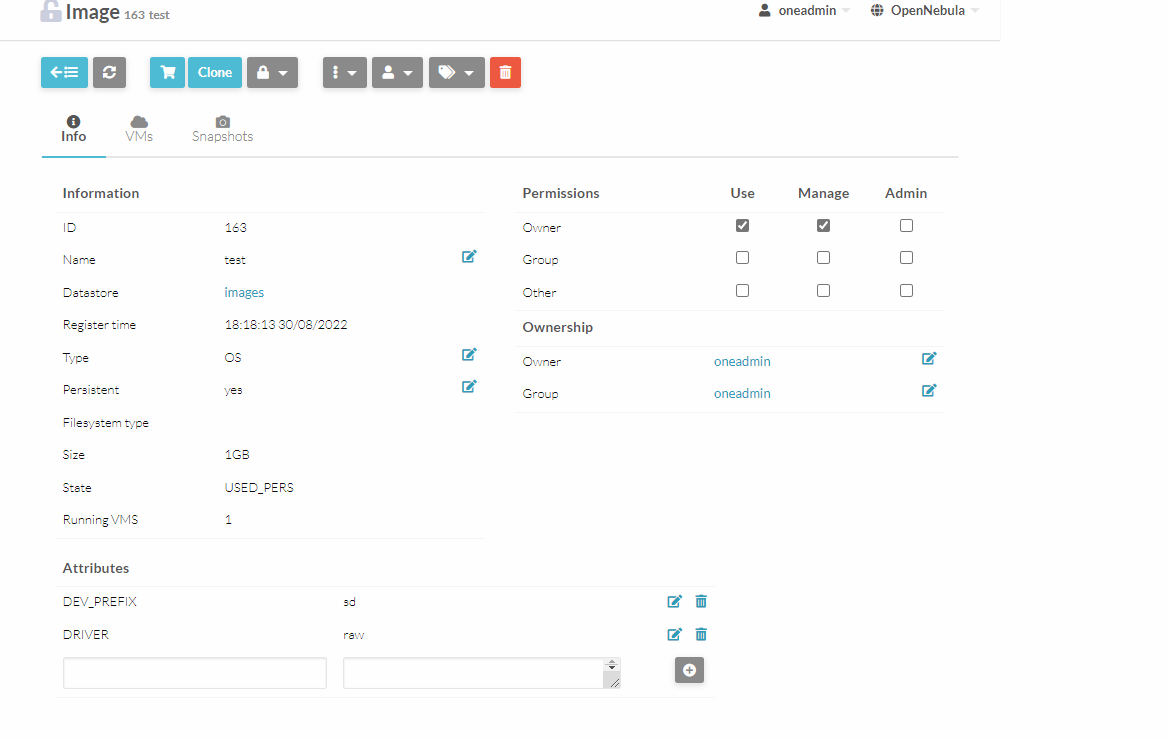 Image 163 test
oneadmin
OpenNebula
Clone
Info
VMs
Snapshots
Information
ID 163
Name test
Datastore images
Register time 18:18:13 30/08/2022
Type OS
Persistent yes
Filesystem type
Size 1GB
State USED_PERS
Running VMS 1
Permissions Use Manage Admin
Owner
Group
Other
Ownership
Owner oneadmin
Group oneadmin
Attributes
DEV_PREFIX sd
DRIVER raw